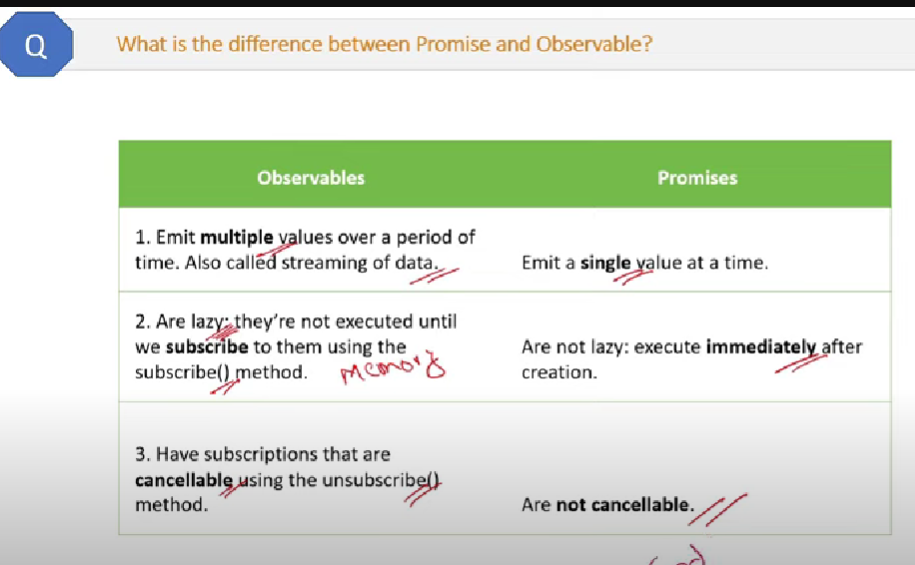 Q
What is the difference between Promise and Observable?
Observables
Promises
1. Emit multiple values over a period of
time. Also called streaming of data.
Emit a single value at a time.
2. Are lazy: they're not executed until
we subscribe to them using the
subscribe() method.
Memory
Are not lazy: execute immediately after
creation.
3. Have subscriptions that are
cancellable using the unsubscribe()
method.
Are not cancellable.